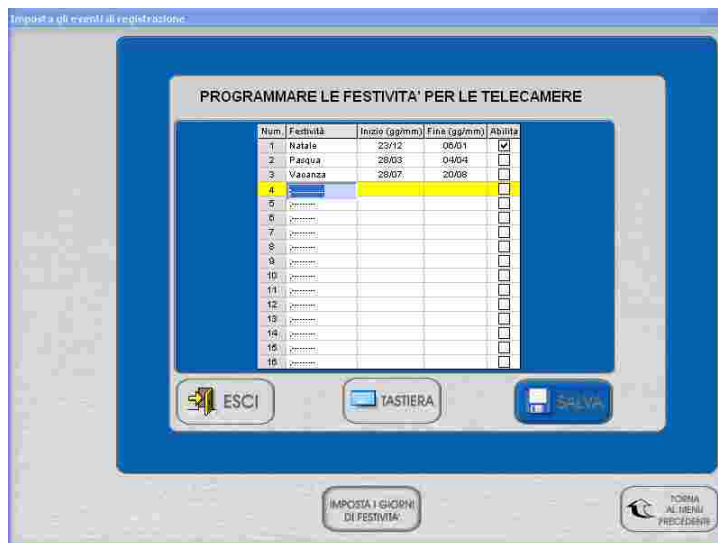 Imposta gli eventi di registrazione
PROGRAMMARE LE FESTIVITA' PER LE TELECAMERE
Num. Festività Inizio (gg/mm) Fine (gg/mm) Abilita
1 Natale 23/12 06/01
2 Pasqua 28/03 04/04
3 Vacanza 28/07 20/08
4
5 ;--------
6 ;--------
7 ;--------
8 ;--------
9 ;--------
10 ;--------
11 ;--------
12 ;--------
13 ;--------
14 ;--------
15 ;--------
16 ;--------
ESCI TASTIERA SALVA
IMPOSTA I GIORNI
DI FESTIVITA'
TORNA
AL MENU
PRECEDENTE